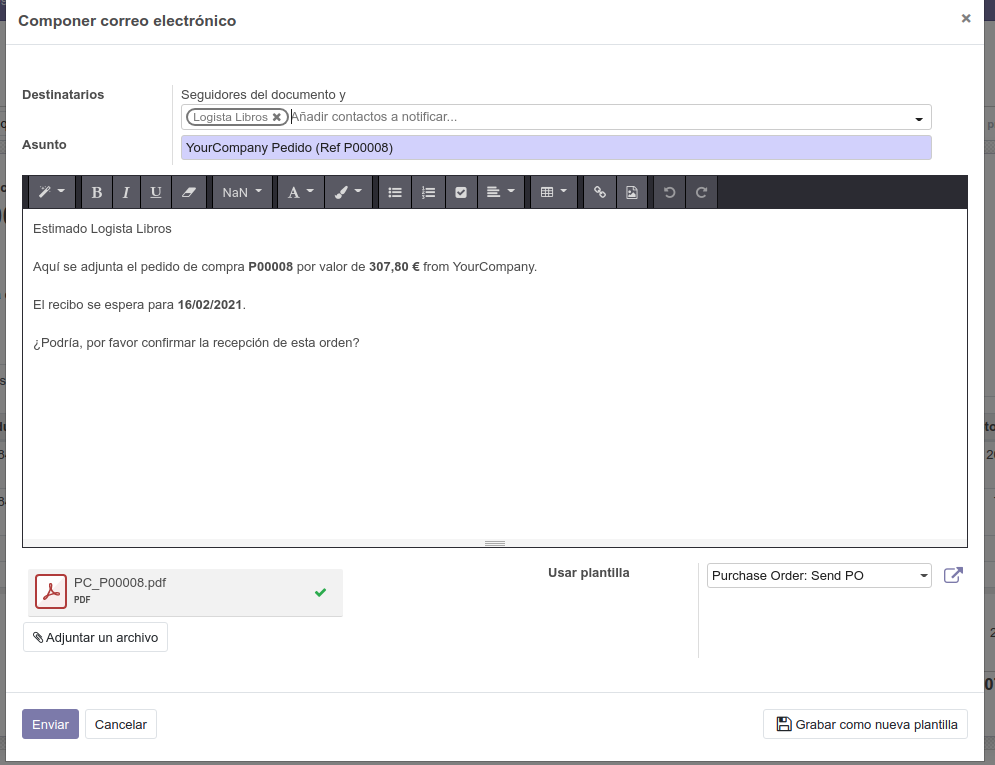 Componer correo electrónico
Destinatarios
Seguidores del documento y
Logista Libros
Añadir contactos a notificar...
Asunto
YourCompany Pedido (Ref P00008)
B I U NaN A
Estimado Logista Libros
Aquí se adjunta el pedido de compra P00008 por valor de 307,80 € from YourCompany.
El recibo se espera para 16/02/2021.
¿Podría, por favor confirmar la recepción de esta orden?
PC_P00008.pdf
PDF
Usar plantilla
Purchase Order: Send PO
Adjuntar un archivo
Enviar
Cancelar
Grabar como nueva plantilla